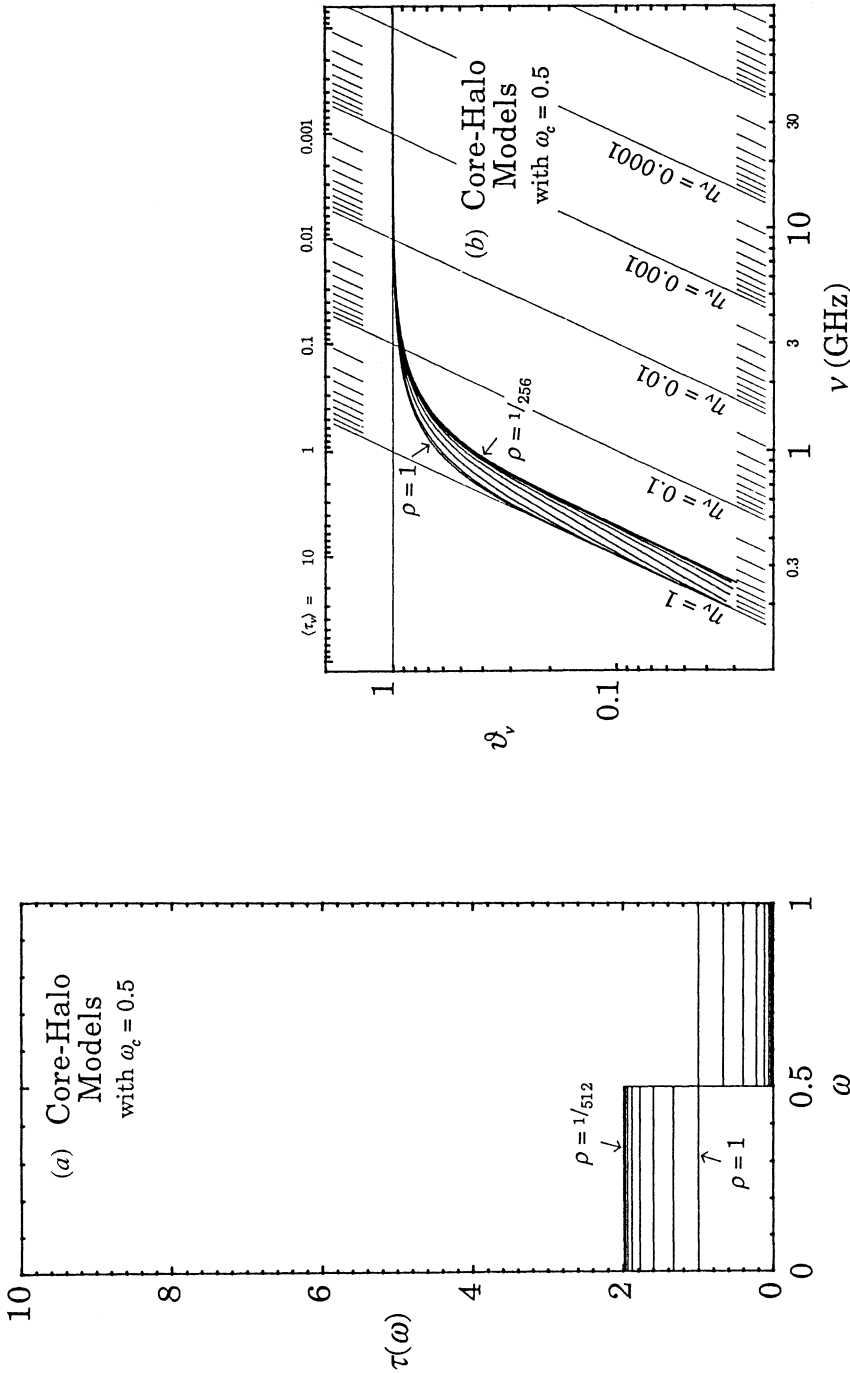 (a) Core-Halo
Models
with ω_c = 0.5
10
8
6
4
2
0
τ(ω)
ρ = 1/512
ρ = 1
0
0.5
1
ω
⟨τ_ν⟩ = 10 1 0.1 0.01 0.001
(b) Core-Halo
Models
with ω_c = 0.5
1
0.1
ϑ_ν
ρ = 1
ρ = 1/256
η_ν = 1
η_ν = 0.1
η_ν = 0.01
η_ν = 0.001
η_ν = 0.0001
0.3 1 3 10 30
ν (GHz)